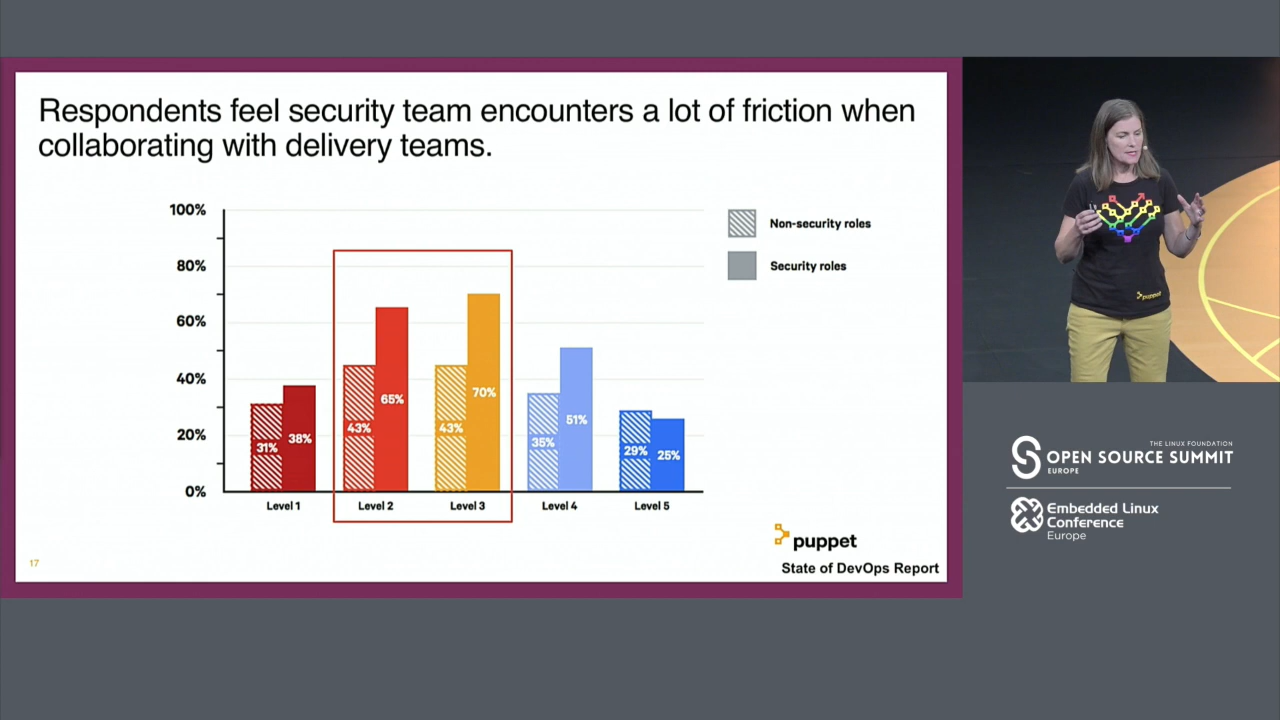 Respondents feel security team encounters a lot of friction when
collaborating with delivery teams.
100%
80%
60%
40%
20%
0%
31%
38%
43%
65%
43%
70%
35%
51%
29%
25%
Level 1
Level 2
Level 3
Level 4
Level 5
Non-security roles
Security roles
puppet
State of DevOps Report
17
puppet
THE LINUX FOUNDATION
OPEN SOURCE SUMMIT
EUROPE
Embedded Linux
Conference
Europe